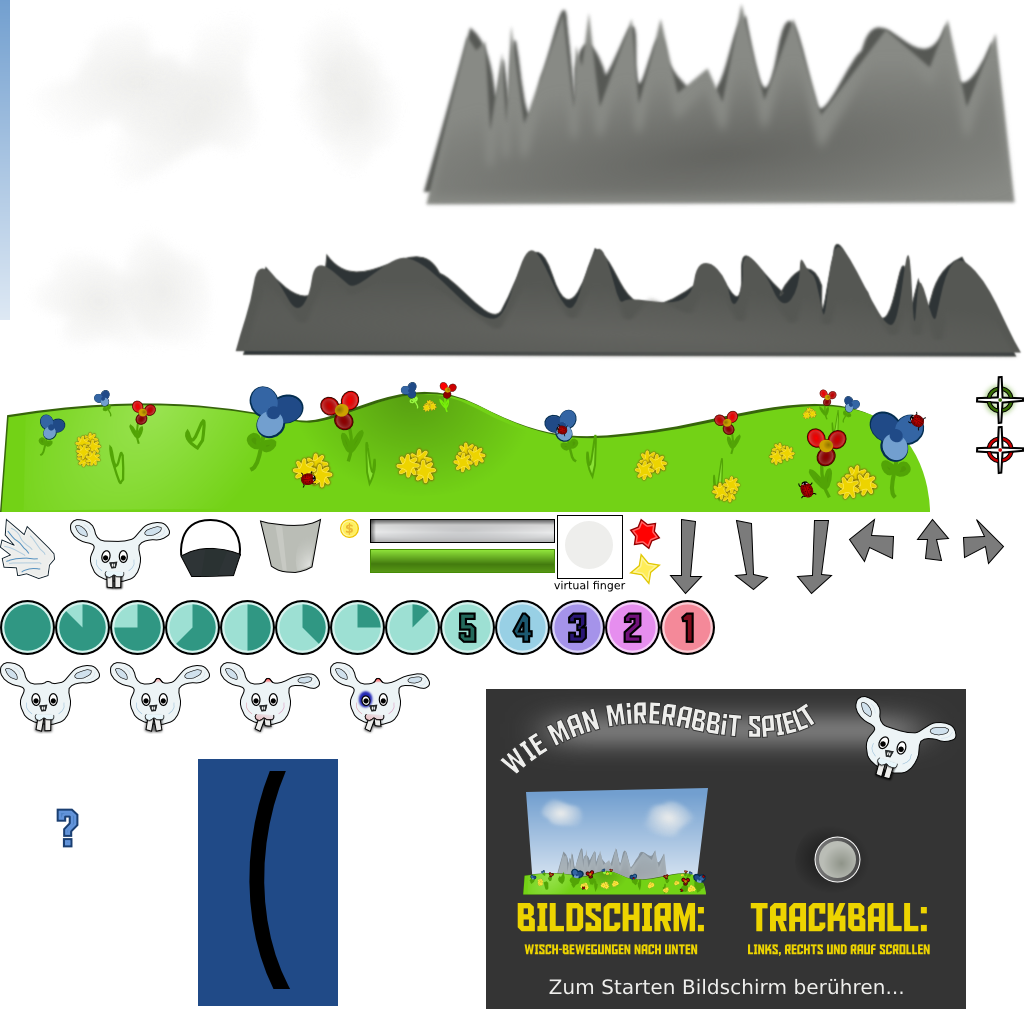 $
virtual finger
5 4 3 2 1
WIE MAN MiRERABBiT SPiELT
?
BILDSCHIRM:
TRACKBALL:
WISCH-BEWEGUNGEN NACH UNTEN
LINKS, RECHTS UND RAUF SCROLLEN
Zum Starten Bildschirm berühren...